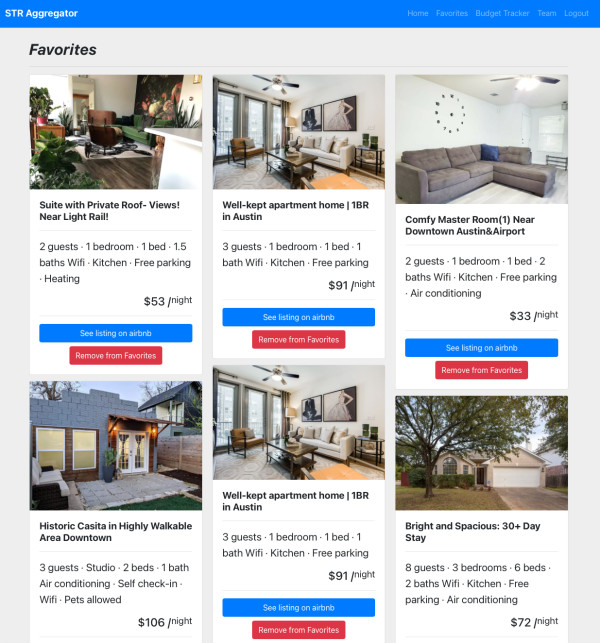 STR Aggregator
Home Favorites Budget Tracker Team Logout
Favorites
Suite with Private Roof- Views!
Near Light Rail!
2 guests · 1 bedroom · 1 bed · 1.5
baths Wifi · Kitchen · Free parking
· Heating
$53 /night
See listing on airbnb
Remove from Favorites
Historic Casita in Highly Walkable
Area Downtown
3 guests · Studio · 2 beds · 1 bath
Air conditioning · Self check-in ·
Wifi · Pets allowed
$106 /night
Well-kept apartment home | 1BR
in Austin
3 guests · 1 bedroom · 1 bed · 1
bath Wifi · Kitchen · Free parking
$91 /night
See listing on airbnb
Remove from Favorites
Well-kept apartment home | 1BR
in Austin
3 guests · 1 bedroom · 1 bed · 1
bath Wifi · Kitchen · Free parking
$91 /night
See listing on airbnb
Remove from Favorites
Comfy Master Room(1) Near
Downtown Austin&Airport
2 guests · 1 bedroom · 1 bed · 2
baths Wifi · Kitchen · Free parking
· Air conditioning
$33 /night
See listing on airbnb
Remove from Favorites
Bright and Spacious: 30+ Day
Stay
8 guests · 3 bedrooms · 6 beds ·
2 baths Wifi · Kitchen · Free
parking · Air conditioning
$72 /night